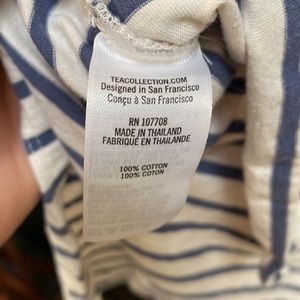 TEACOLLECTION.COM
Designed in San Francisco
Conçu à San Francisco
RN 107708
MADE IN THAILAND
FABRIQUÉ EN THAÏLANDE
100% COTTON
100% COTON